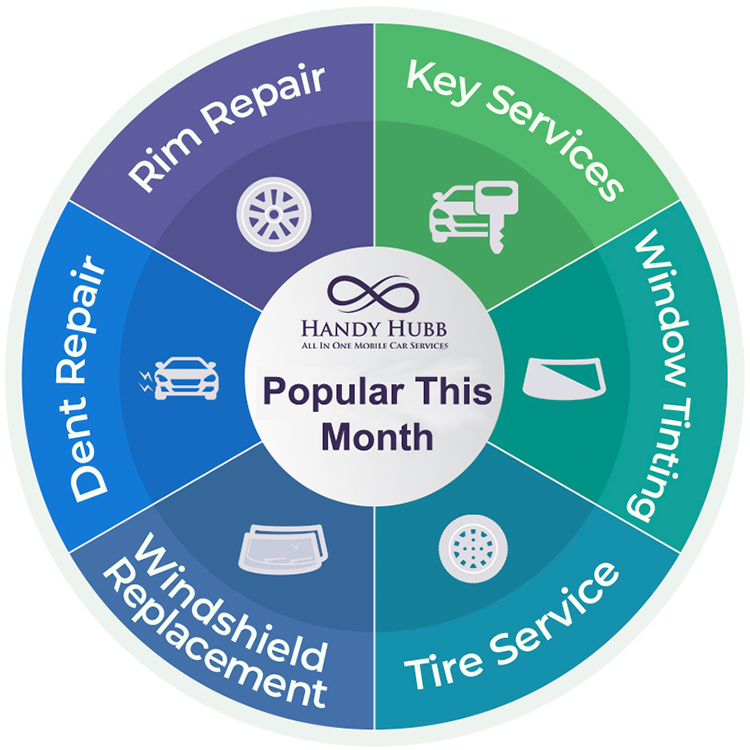 Rim Repair
Key Services
Window Tinting
Tire Service
Windshield
Replacement
Dent Repair
HANDY HUBB
ALL IN ONE MOBILE CAR SERVICES
Popular This
Month